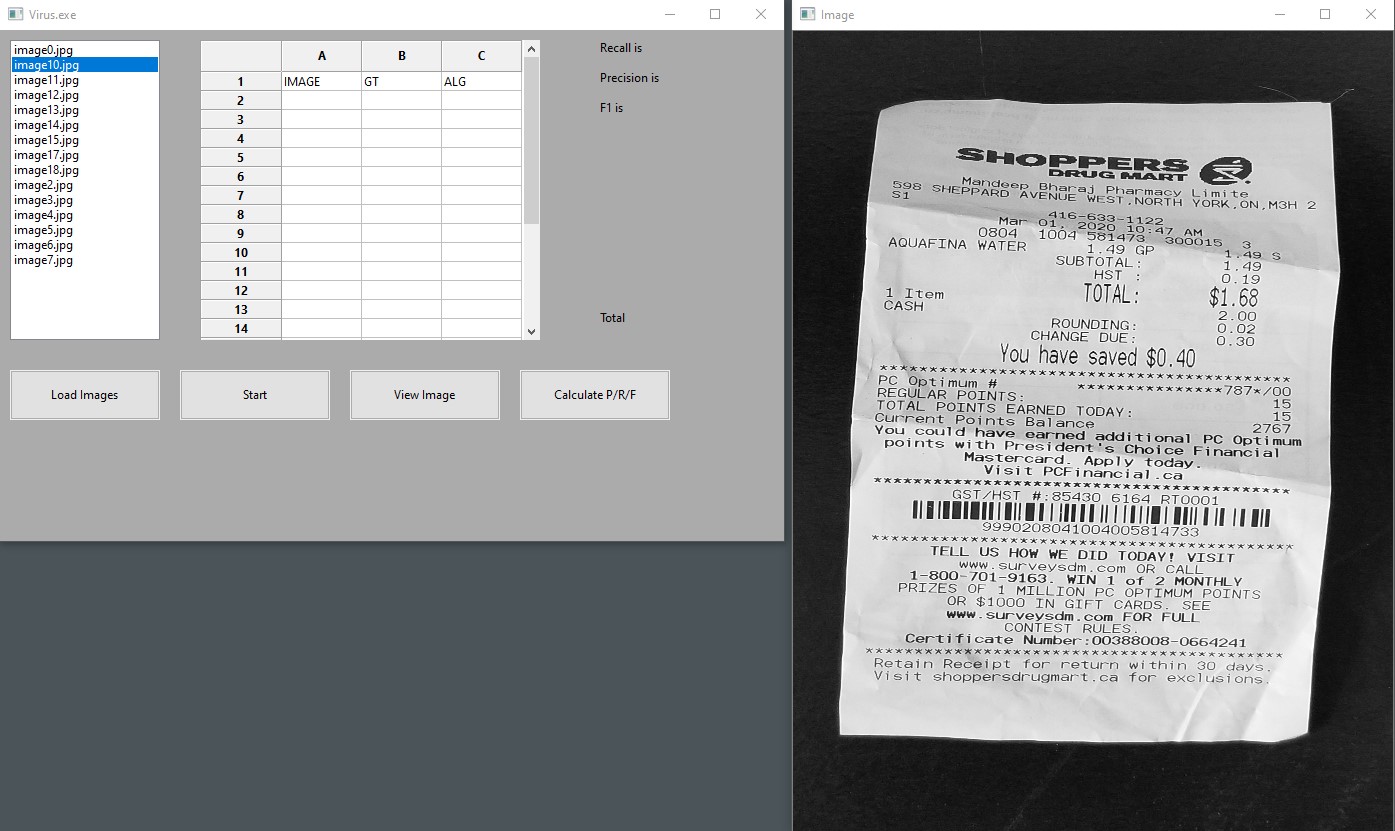 Virus.exe
image0.jpg
image10.jpg
image11.jpg
image12.jpg
image13.jpg
image14.jpg
image15.jpg
image17.jpg
image18.jpg
image2.jpg
image3.jpg
image4.jpg
image5.jpg
image6.jpg
image7.jpg
A B C
1 IMAGE GT ALG
2
3
4
5
6
7
8
9
10
11
12
13
14
Recall is
Precision is
F1 is
Total
Load Images
Start
View Image
Calculate P/R/F
Image
SHOPPERS
DRUG MART
Mandeep Bharaj Pharmacy Limite
598 SHEPPARD AVENUE WEST,NORTH YORK,ON,M3H 2
S1
416-633-1122
Mar 01, 2020 10:47 AM
0804 1004 581473 300015 3
AQUAFINA WATER 1.49 GP 1.49 S
SUBTOTAL: 1.49
HST : 0.19
TOTAL: $1.68
1 Item
CASH 2.00
ROUNDING: 0.02
CHANGE DUE: 0.30
You have saved $0.40
****************************************
PC Optimum # **************787*/00
REGULAR POINTS: 15
TOTAL POINTS EARNED TODAY: 15
Current Points Balance 2767
You could have earned additional PC Optimum
points with President's Choice Financial
Mastercard. Apply today.
Visit PCFinancial.ca
****************************************
GST/HST #:85430 6164 RT0001
99902080410040058147​33
****************************************
TELL US HOW WE DID TODAY! VISIT
www.surveysdm.com OR CALL
1-800-701-9163. WIN 1 of 2 MONTHLY
PRIZES OF 1 MILLION PC OPTIMUM POINTS
OR $1000 IN GIFT CARDS. SEE
www.surveysdm.com FOR FULL
CONTEST RULES.
Certificate Number:00388008-0664241
****************************************
Retain Receipt for return within 30 days.
Visit shoppersdrugmart.ca for exclusions.